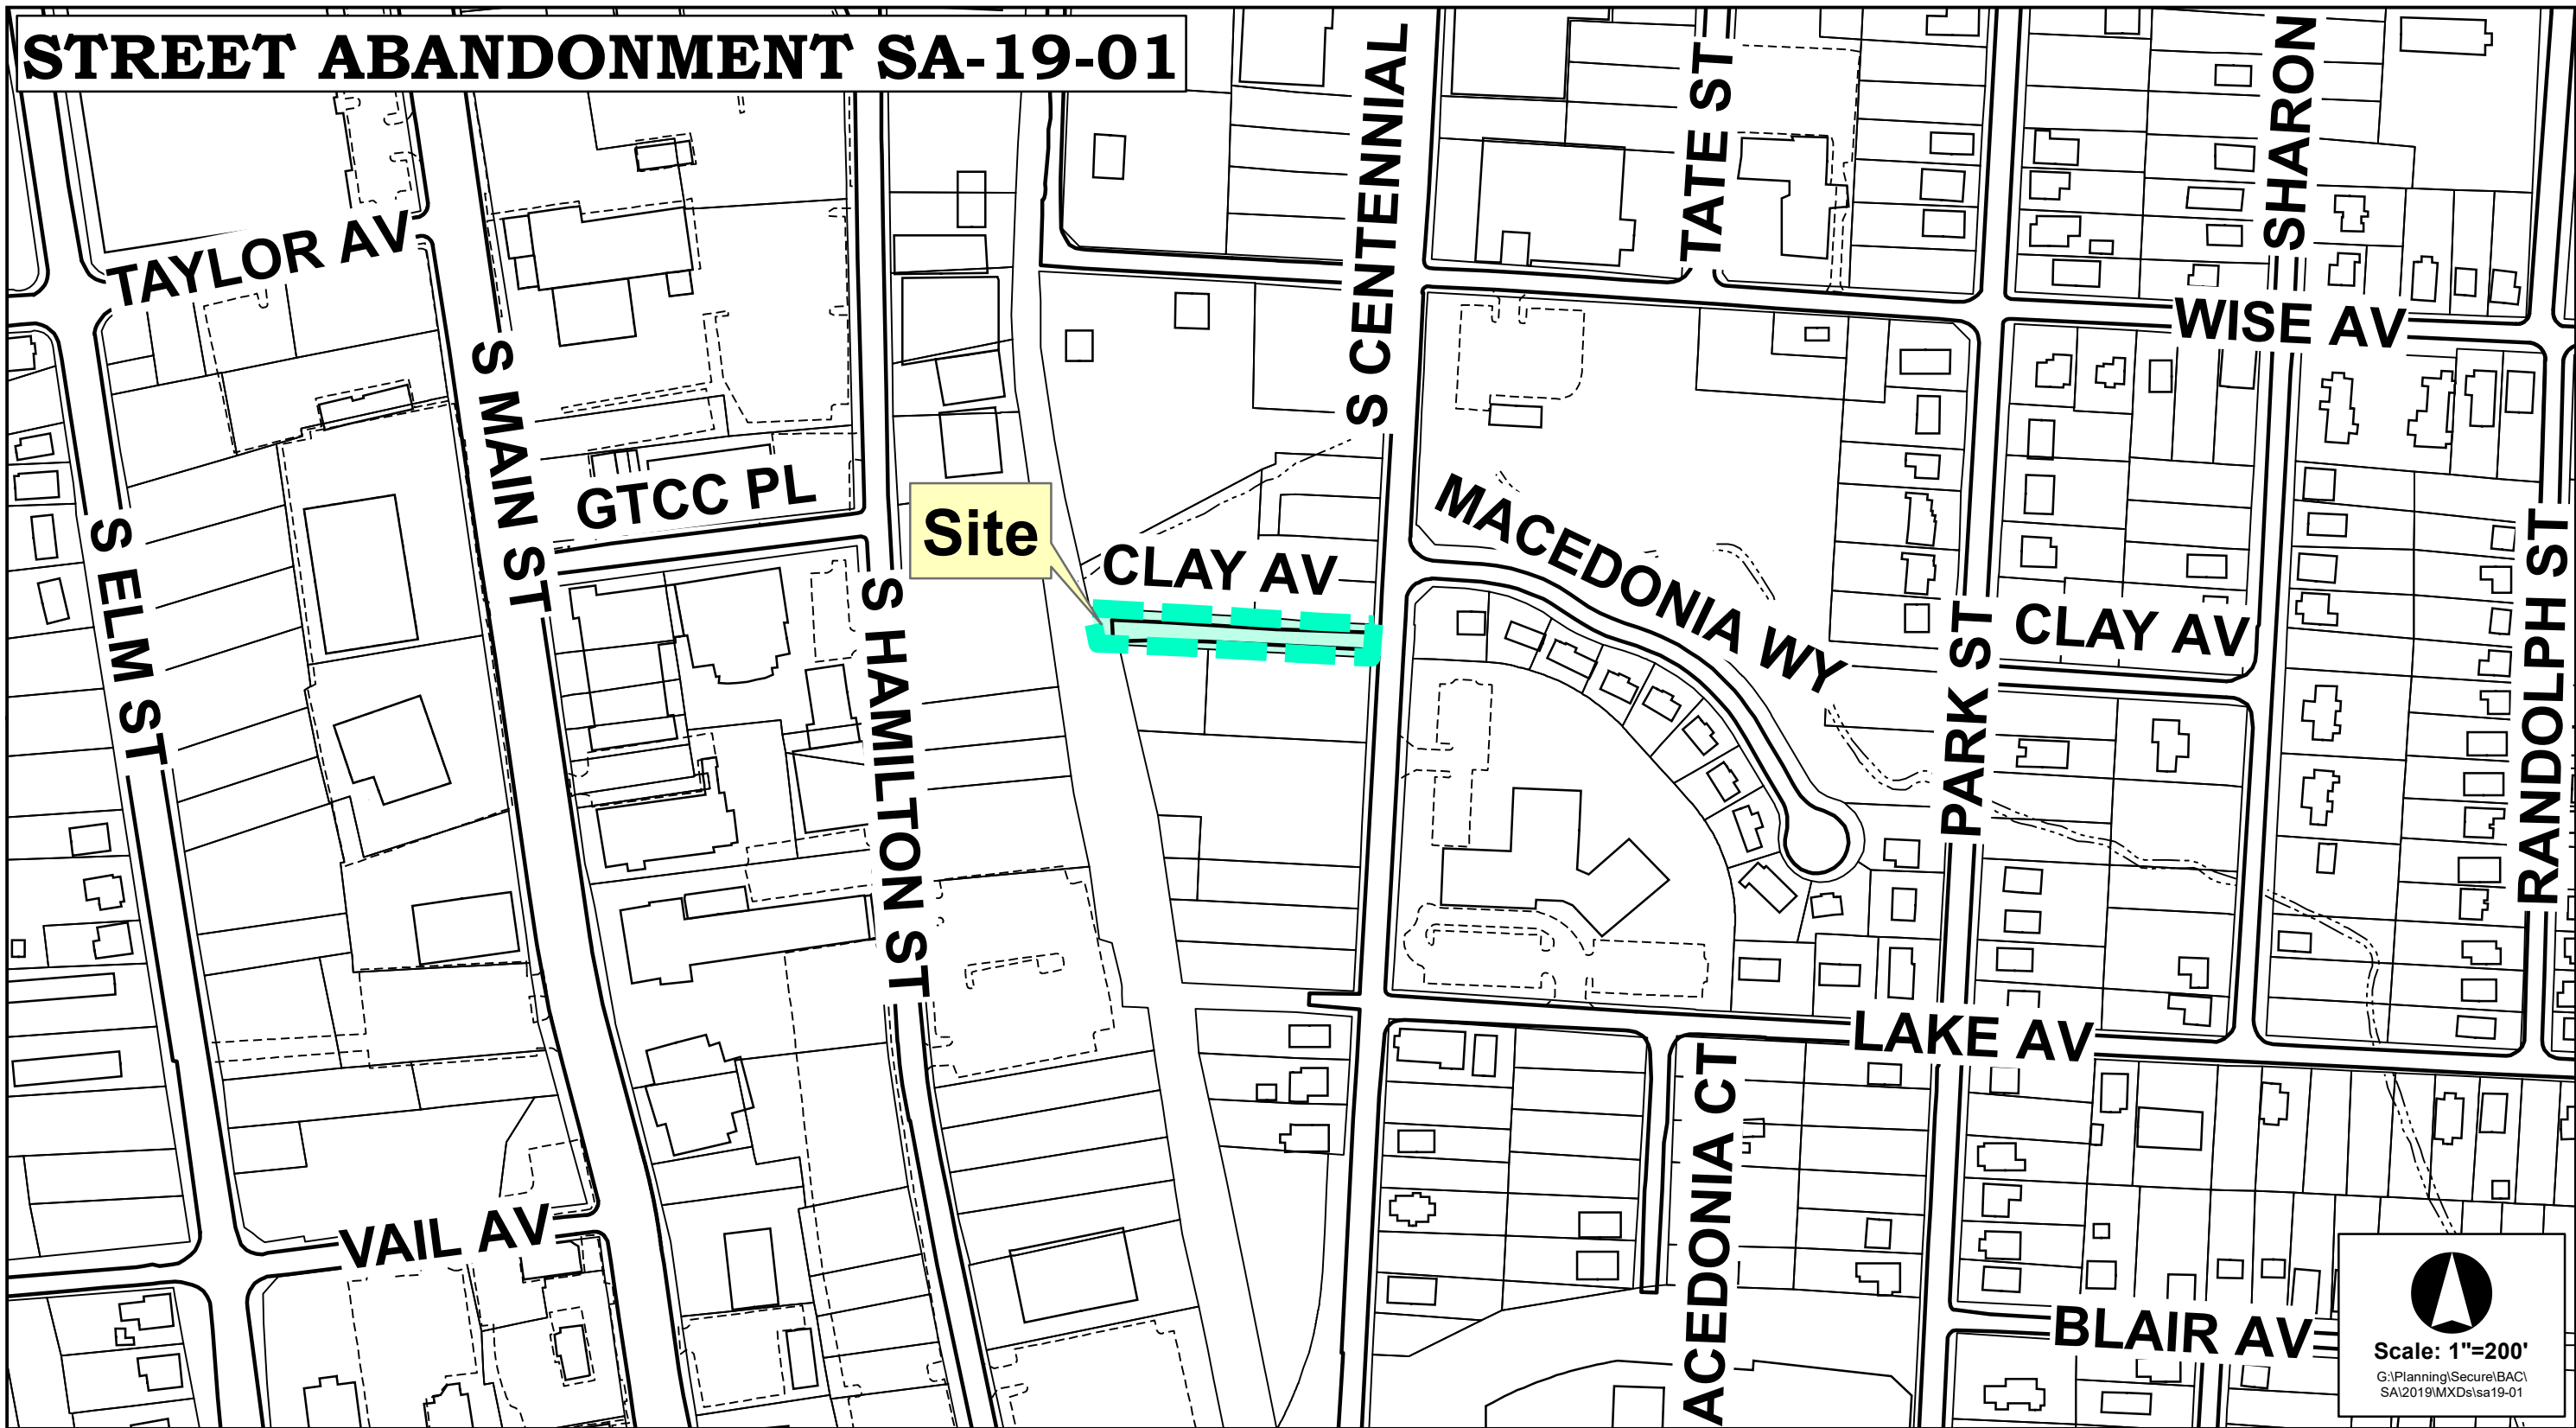 STREET ABANDONMENT SA-19-01
S CENTENNIAL
TATE ST
SHARON
TAYLOR AV
WISE AV
S MAIN ST
GTCC PL
Site
CLAY AV
MACEDONIA WY
S ELM ST
S HAMILTON ST
PARK ST
CLAY AV
RANDOLPH ST
LAKE AV
ACEDONIA CT
VAIL AV
BLAIR AV
Scale: 1"=200'
G:\Planning\Secure\BAC\
SA\2019\MXDs\sa19-01